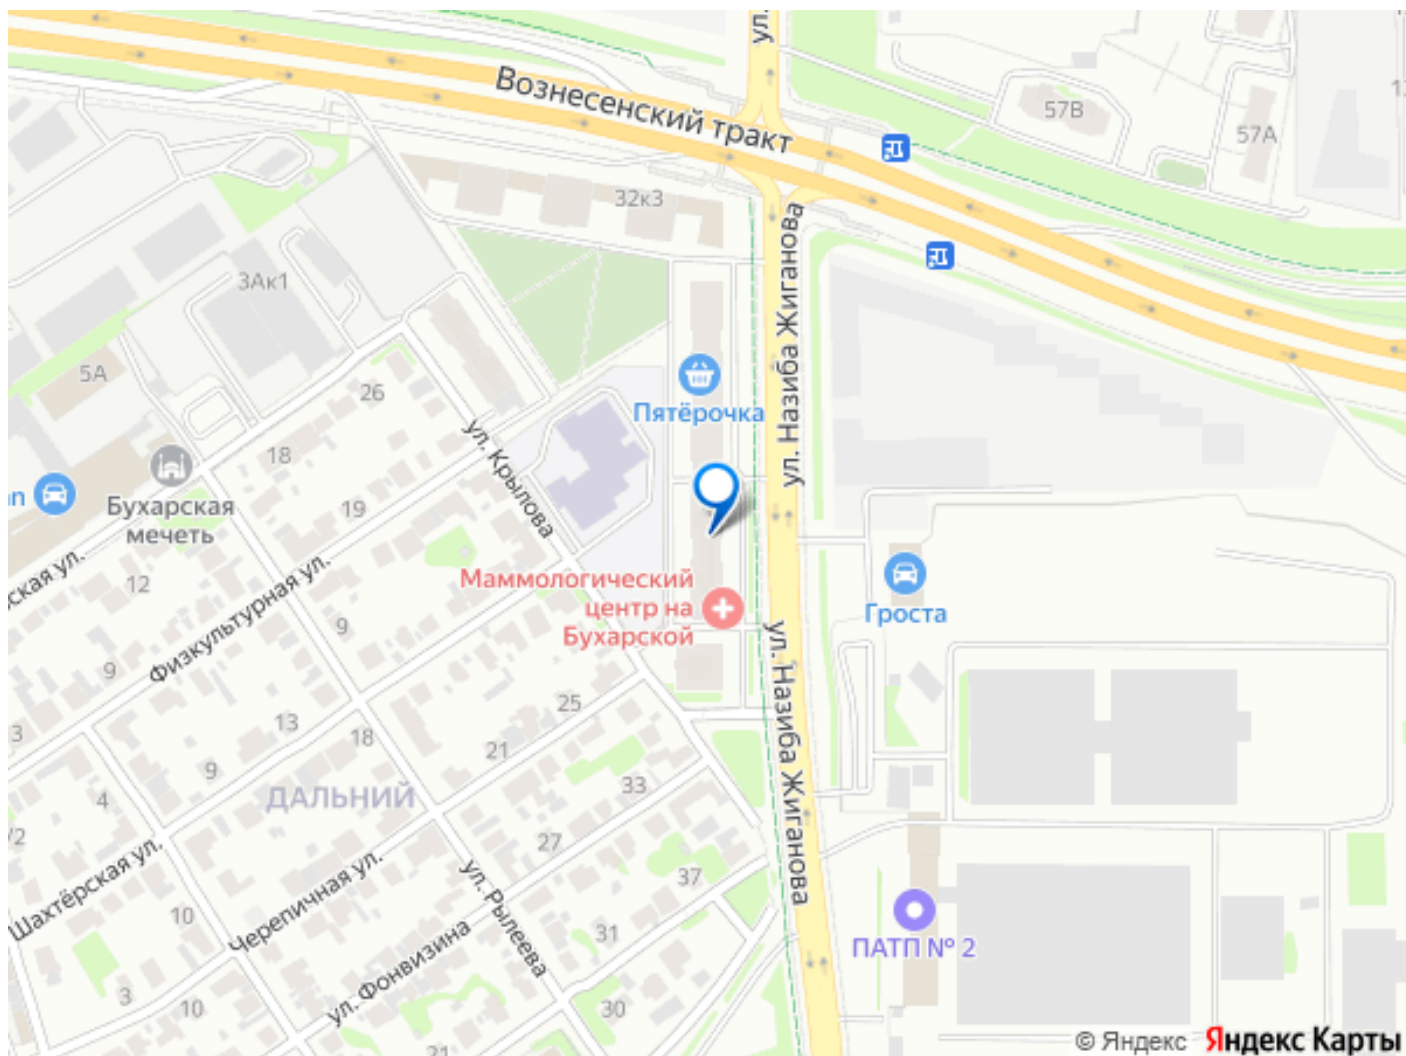 ул.
Вознесенский тракт
57В
57А
32к3
ул. Назиба Жиганова
3Ак1
5А
26
Пятёрочка
ул. Крылова
18
Бухарская
мечеть
19
12
ская ул.
Физкультурная ул.
Маммологический
центр на
Бухарской
Гроста
9
9
ул. Назиба Жиганова
3
13
18
25
21
9
33
ДАЛЬНИЙ
4
27
/2
Шахтёрская ул.
Черепичная ул.
37
10
ул. Рылеева
31
ул. Фонвизина
ПАТП № 2
3
10
30
21
© Яндекс Яндекс Карты